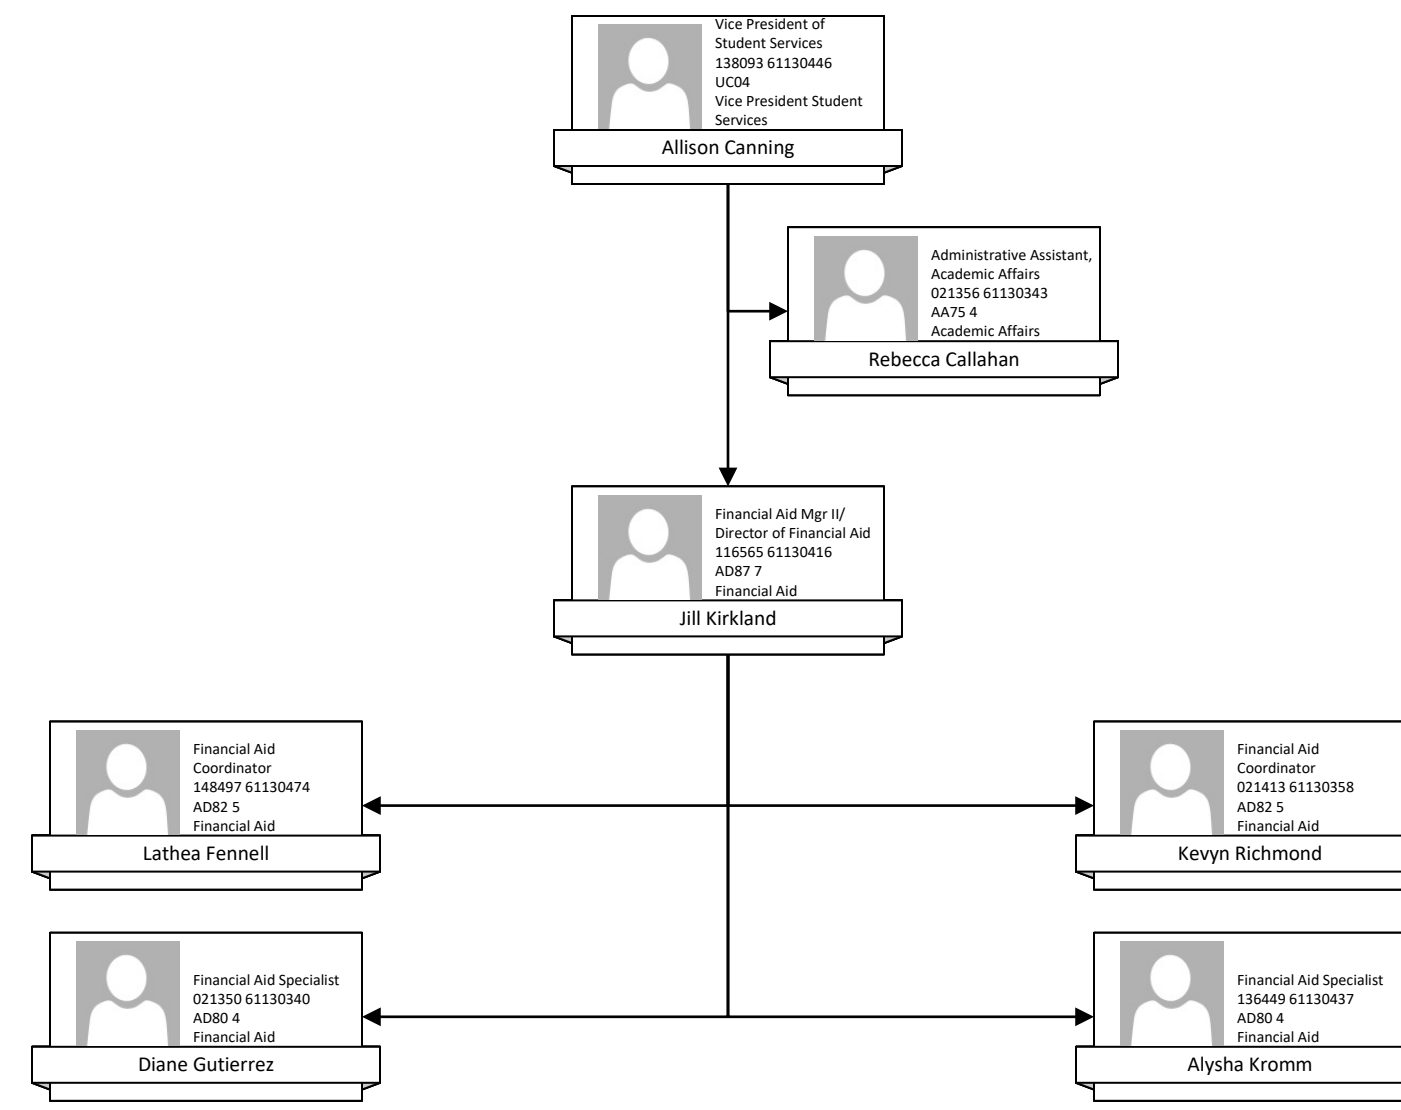 Vice President of
Student Services
138093 61130446
UC04
Vice President Student
Services
Allison Canning
Administrative Assistant,
Academic Affairs
021356 61130343
AA75 4
Academic Affairs
Rebecca Callahan
Financial Aid Mgr II/
Director of Financial Aid
116565 61130416
AD87 7
Financial Aid
Jill Kirkland
Financial Aid
Coordinator
148497 61130474
AD82 5
Financial Aid
Lathea Fennell
Financial Aid
Coordinator
021413 61130358
AD82 5
Financial Aid
Kevyn Richmond
Financial Aid Specialist
021350 61130340
AD80 4
Financial Aid
Diane Gutierrez
Financial Aid Specialist
136449 61130437
AD80 4
Financial Aid
Alysha Kromm